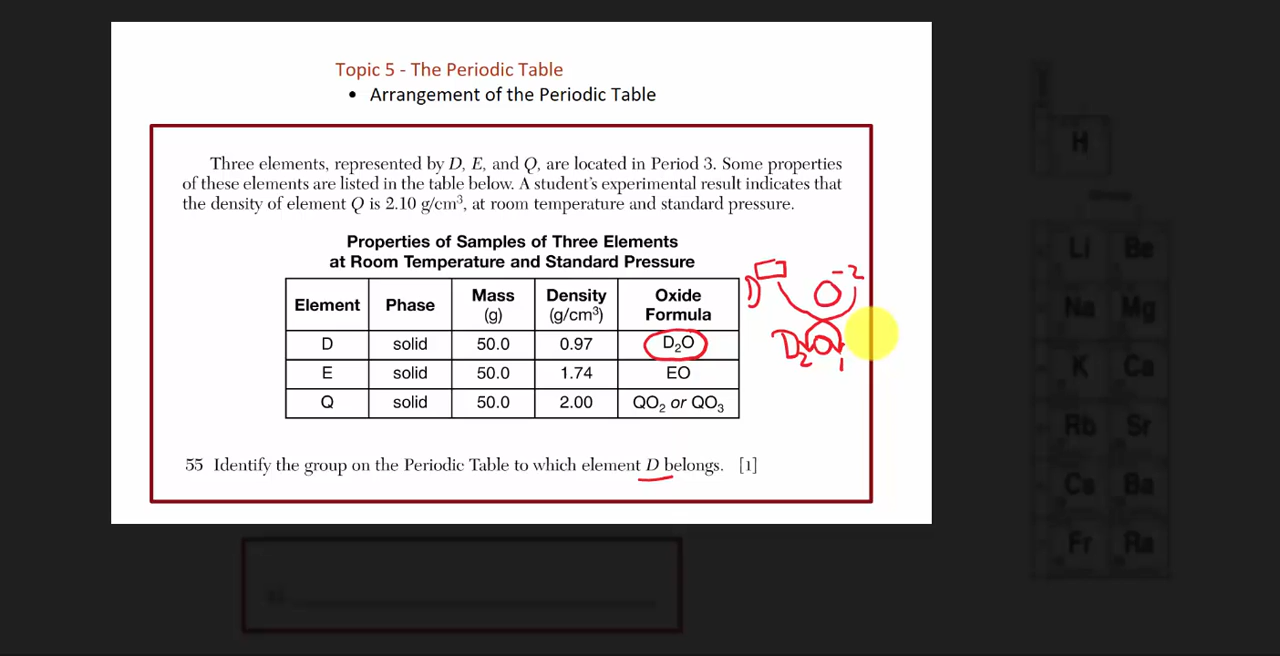 Topic 5 - The Periodic Table
• Arrangement of the Periodic Table
Three elements, represented by D, E, and Q, are located in Period 3. Some properties
of these elements are listed in the table below. A student's experimental result indicates that
the density of element Q is 2.10 g/cm³, at room temperature and standard pressure.
Properties of Samples of Three Elements
at Room Temperature and Standard Pressure
Element Phase Mass (g) Density (g/cm³) Oxide Formula
D solid 50.0 0.97 D₂O
E solid 50.0 1.74 EO
Q solid 50.0 2.00 QO₂ or QO₃
D O⁻²
D₂O₁
55 Identify the group on the Periodic Table to which element D belongs. [1]
H
Li Be
Na Mg
K Ca
Rb Sr
Cs Ba
Fr Ra